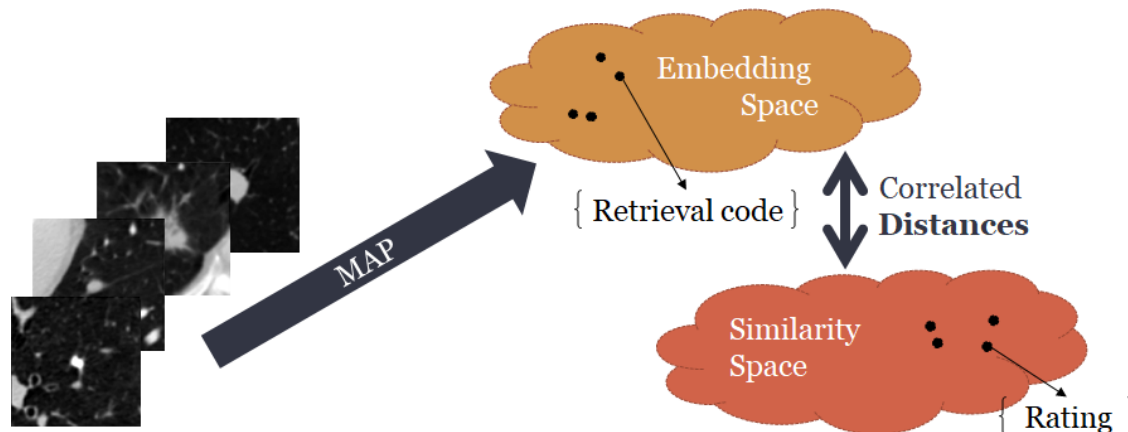 Embedding
Space
{ Retrieval code }
MAP
Correlated
Distances
Similarity
Space
{ Rating